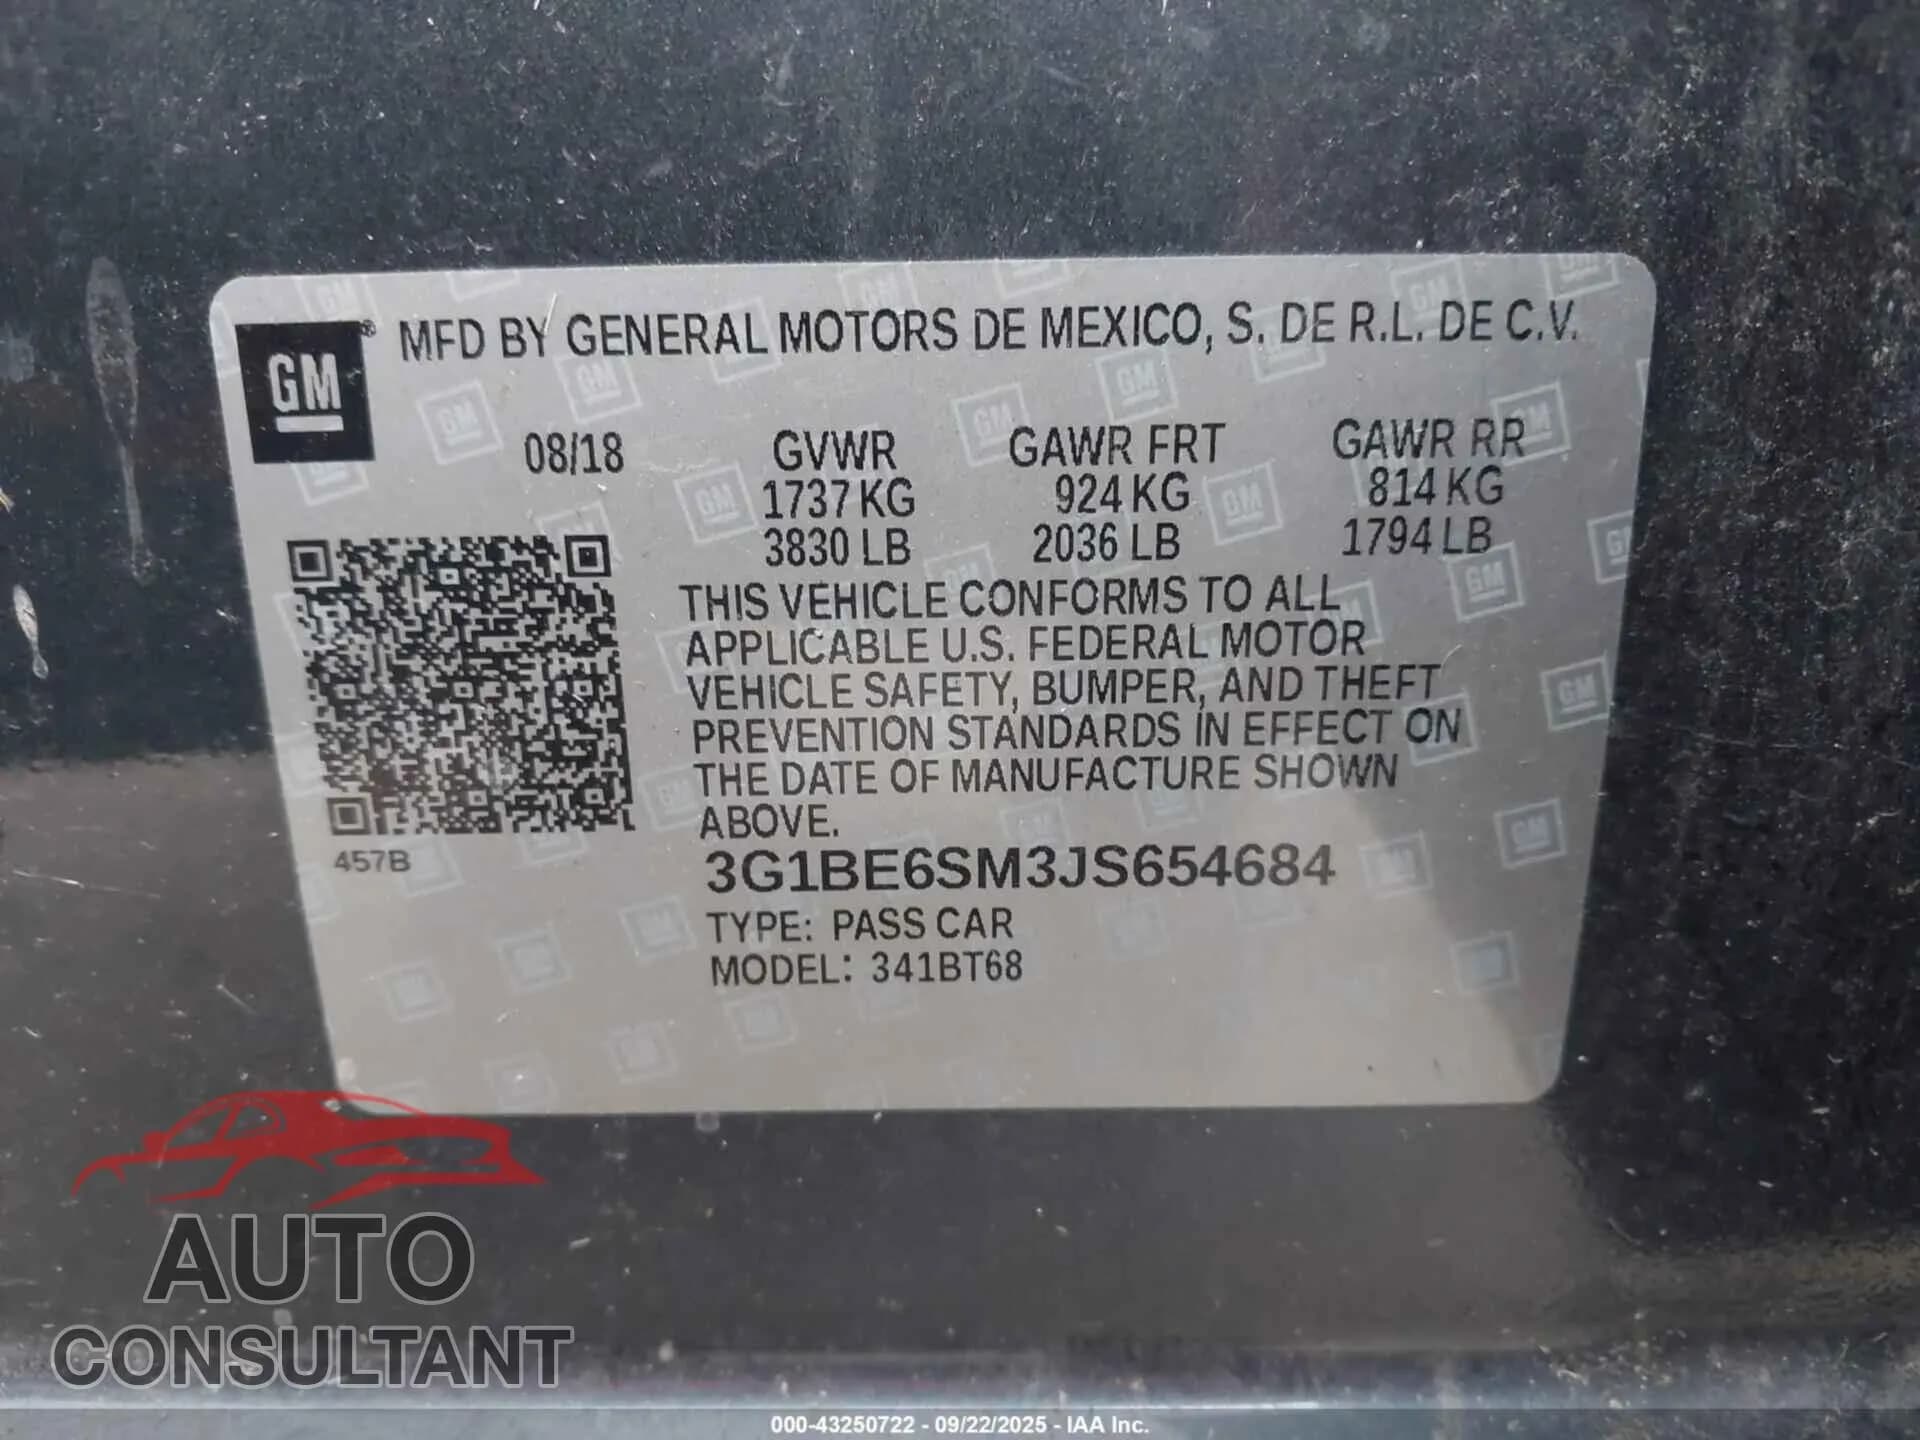 GM® MFD BY GENERAL MOTORS DE MEXICO, S. DE R.L. DE C.V.
08/18 GVWR GAWR FRT GAWR RR
1737 KG 924 KG 814 KG
3830 LB 2036 LB 1794 LB
THIS VEHICLE CONFORMS TO ALL
APPLICABLE U.S. FEDERAL MOTOR
VEHICLE SAFETY, BUMPER, AND THEFT
PREVENTION STANDARDS IN EFFECT ON
THE DATE OF MANUFACTURE SHOWN
ABOVE.
457B 3G1BE6SM3JS654684
TYPE: PASS CAR
MODEL: 341BT68
AUTO
CONSULTANT
000-43250722 - 09/22/2025 - IAA Inc.